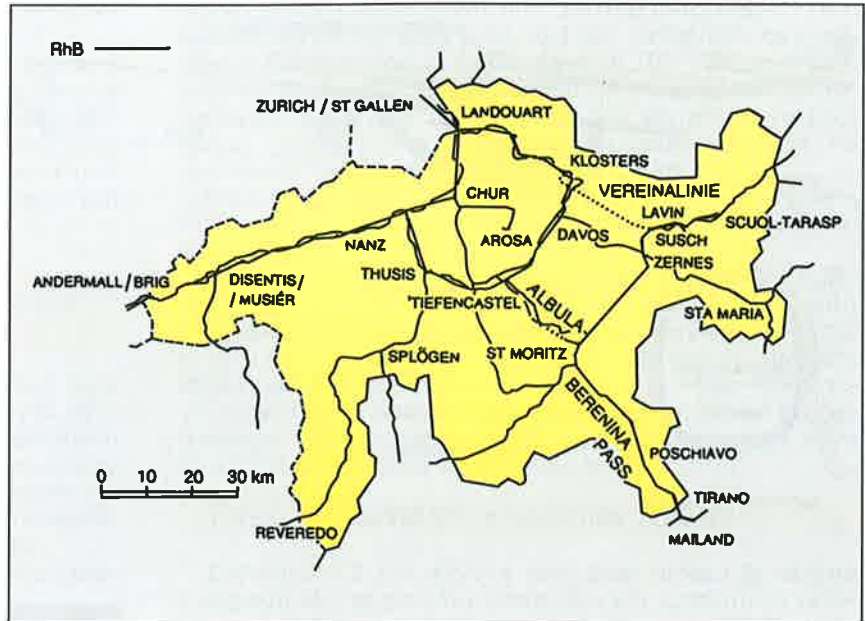 RhB
ZURICH / ST GALLEN
LANDOUART
KLOSTERS
VEREINALINIE
CHUR
LAVIN
SCUOL-TARASP
AROSA
DAVOS
SUSCH
NANZ
ZERNES
ANDERMALL / BRIG
DISENTIS/
/ MUSIÉR
THUSIS
TIEFENCASTEL
ALBULA
STA MARIA
SPLÖGEN
ST MORITZ
BERENINA
PASS
POSCHIAVO
0 10 20 30 km
TIRANO
REVEREDO
MAILAND